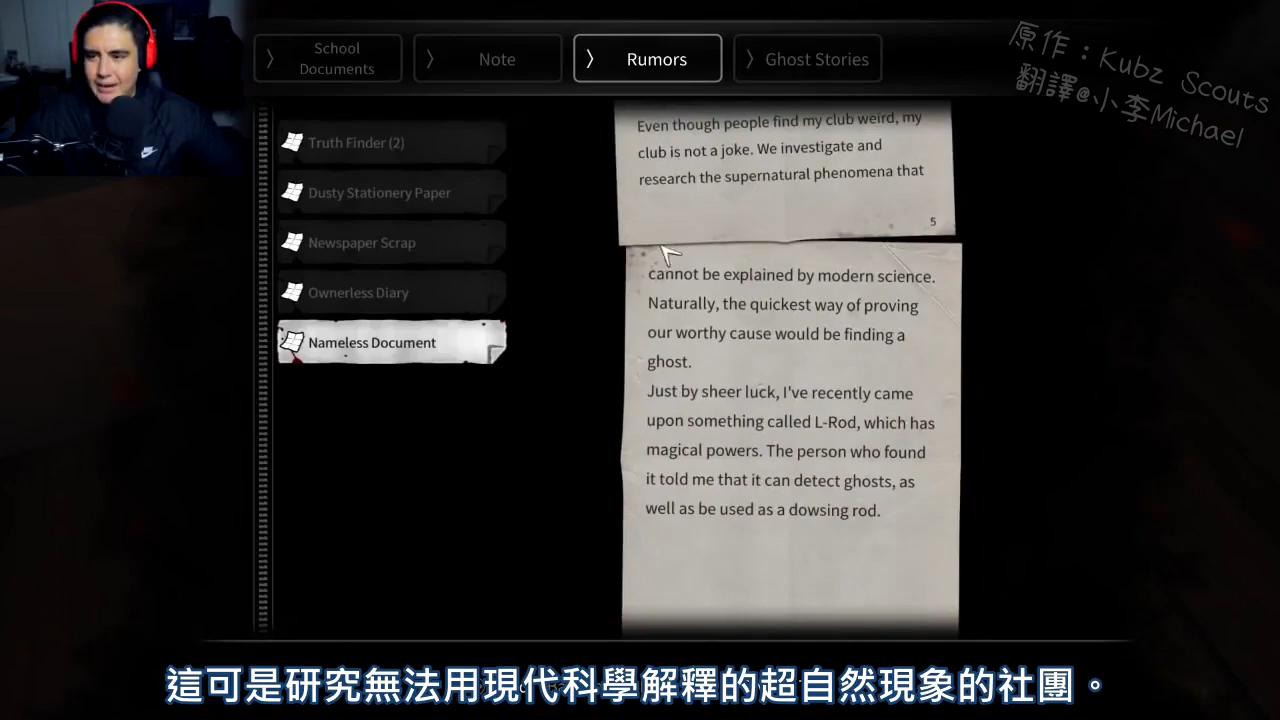 School
Documents
Note
Rumors
Ghost Stories
原作：Kubz Scouts
翻譯@小李Michael
Truth Finder (2)
Dusty Stationery Paper
Newspaper Scrap
Ownerless Diary
Nameless Document
Even though people find my club weird, my
club is not a joke. We investigate and
research the supernatural phenomena that
5
cannot be explained by modern science.
Naturally, the quickest way of proving
our worthy cause would be finding a
ghost.
Just by sheer luck, I've recently came
upon something called L-Rod, which has
magical powers. The person who found
it told me that it can detect ghosts, as
well as be used as a dowsing rod.
這可是研究無法用現代科學解釋的超自然現象的社團。